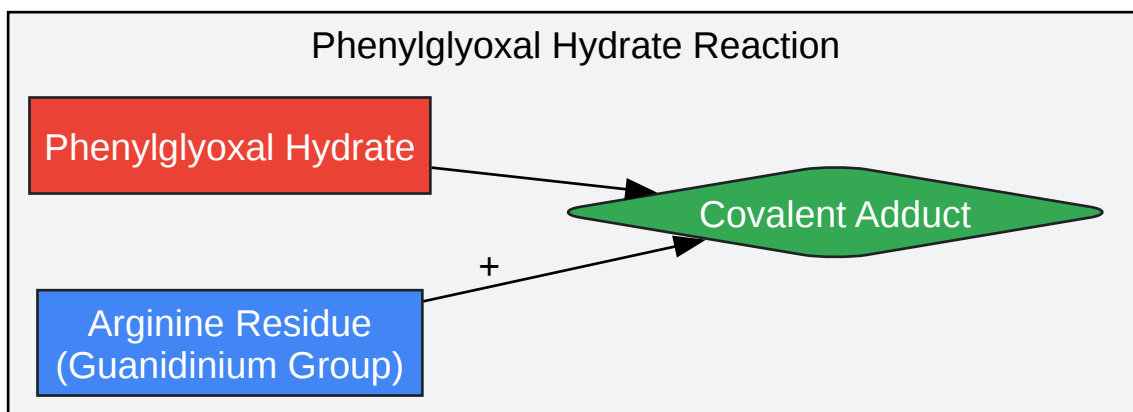 Phenylglyoxal Hydrate Reaction
Phenylglyoxal Hydrate
Covalent Adduct
+
Arginine Residue
(Guanidinium Group)